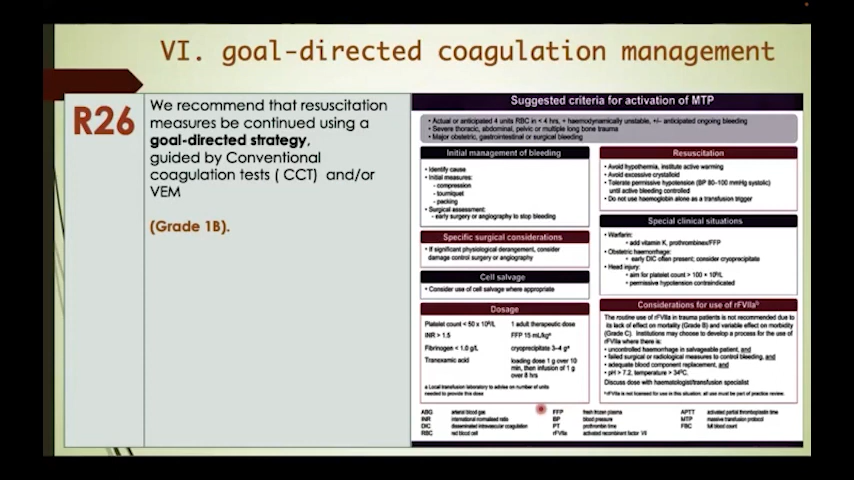 VI. goal-directed coagulation management
R26
We recommend that resuscitation
measures be continued using a
goal-directed strategy,
guided by Conventional
coagulation tests ( CCT)  and/or
VEM
(Grade 1B).
Suggested criteria for activation of MTP
• Actual or anticipated 4 units RBC in < 4 hrs, + haemodynamically unstable, +/– anticipated ongoing bleeding
• Severe thoracic, abdominal, pelvic or multiple long bone trauma
• Major obstetric, gastrointestinal or surgical bleeding
Initial management of bleeding
• Identify cause
• Initial measures:
- compression
- tourniquet
- packing
• Surgical assessment:
- early surgery or angiography to stop bleeding
Specific surgical considerations
• If significant physiological derangement, consider
damage control surgery or angiography
Cell salvage
• Consider use of cell salvage where appropriate
Dosage
Platelet count < 50 x 10⁹/L 1 adult therapeutic dose
INR > 1.5 FFP 15 mL/kgᵃ
Fibrinogen < 1.0 g/L cryoprecipitate 3–4 gᵃ
Tranexamic acid loading dose 1 g over 10
min, then infusion of 1 g
over 8 hrs
a Local transfusion laboratory to advise on number of units
needed to provide this dose
Resuscitation
• Avoid hypothermia, institute active warming
• Avoid excessive crystalloid
• Tolerate permissive hypotension (BP 80–100 mmHg systolic)
until active bleeding controlled
• Do not use haemoglobin alone as a transfusion trigger
Special clinical situations
• Warfarin:
• add vitamin K, prothrombinex/FFP
• Obstetric haemorrhage:
• early DIC often present; consider cryoprecipitate
• Head injury:
• aim for platelet count > 100 × 10⁹/L
• permissive hypotension contraindicated
Considerations for use of rFVIIaᵇ
The routine use of rFVIIa in trauma patients is not recommended due to
its lack of effect on mortality (Grade B) and variable effect on morbidity
(Grade C). Institutions may choose to develop a process for the use of
rFVIIa where there is:
• uncontrolled haemorrhage in salvageable patient, and
• failed surgical or radiological measures to control bleeding, and
• adequate blood component replacement, and
• pH > 7.2, temperature > 34⁰C.
Discuss dose with haematologist/transfusion specialist
ᵇ rFVIIa is not licensed for use in this situation; all use must be part of practice review.
ABG arterial blood gas FFP fresh frozen plasma APTT activated partial thromboplastin time
INR international normalised ratio BP blood pressure MTP massive transfusion protocol
DIC disseminated intravascular coagulation PT prothrombin time FBC full blood count
RBC red blood cell rFVIIa activated recombinant factor VII